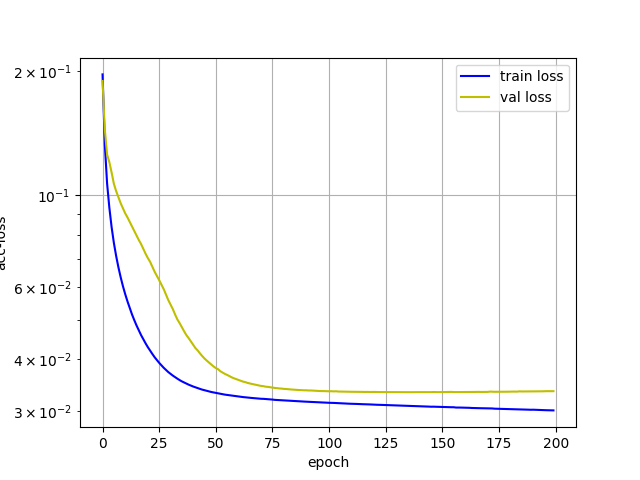 2 × 10⁻¹
10⁻¹
6 × 10⁻²
4 × 10⁻²
3 × 10⁻²
acc-loss
train loss
val loss
0 25 50 75 100 125 150 175 200
epoch